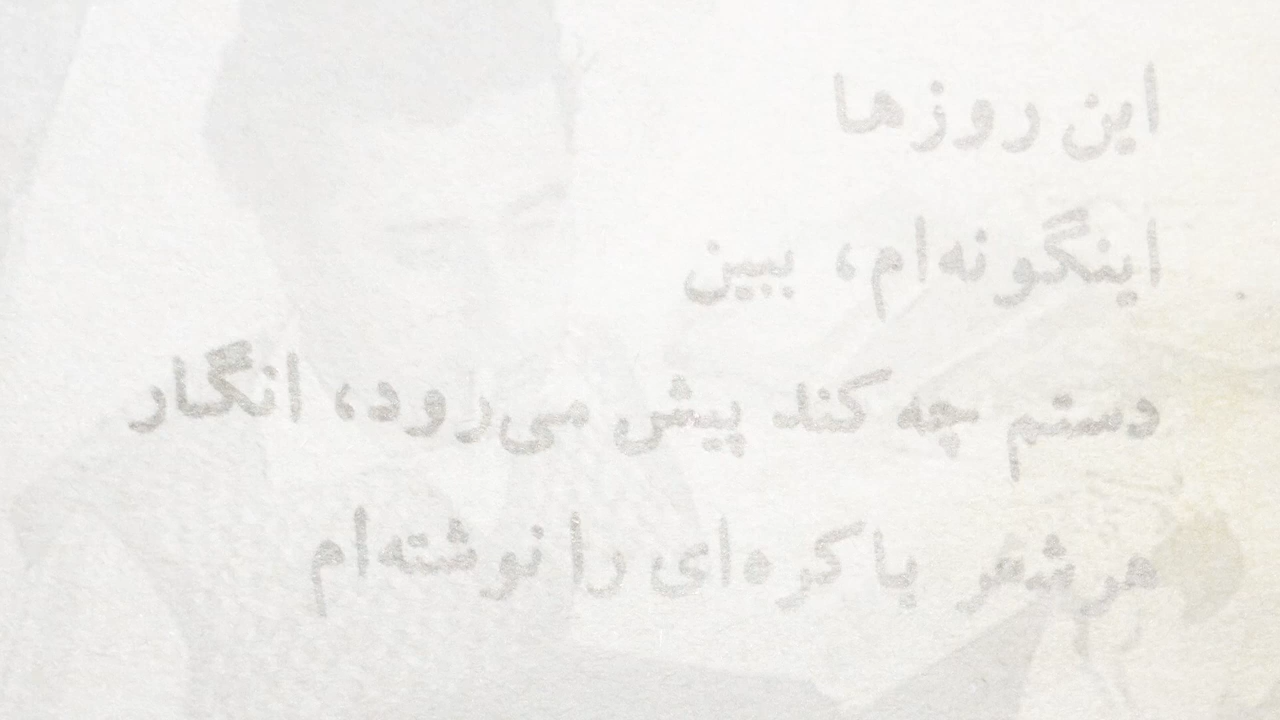 این روزها
اینگونه‌ام، ببین
دستم چه کند پیش می‌رود، انگار
هر شعر باکره‌ای را نوشته‌ام